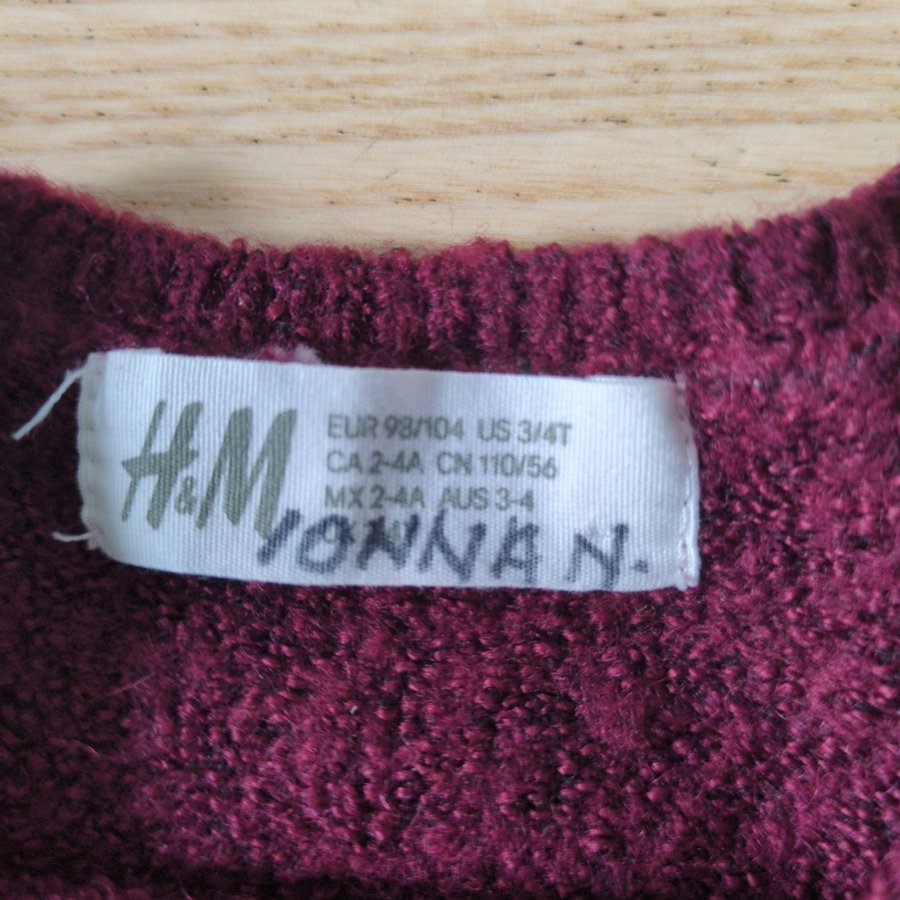 H&M
EUR 98/104 US 3/4T
CA 2-4A CN 110/56
MX 2-4A AUS 3-4
IONNA N.